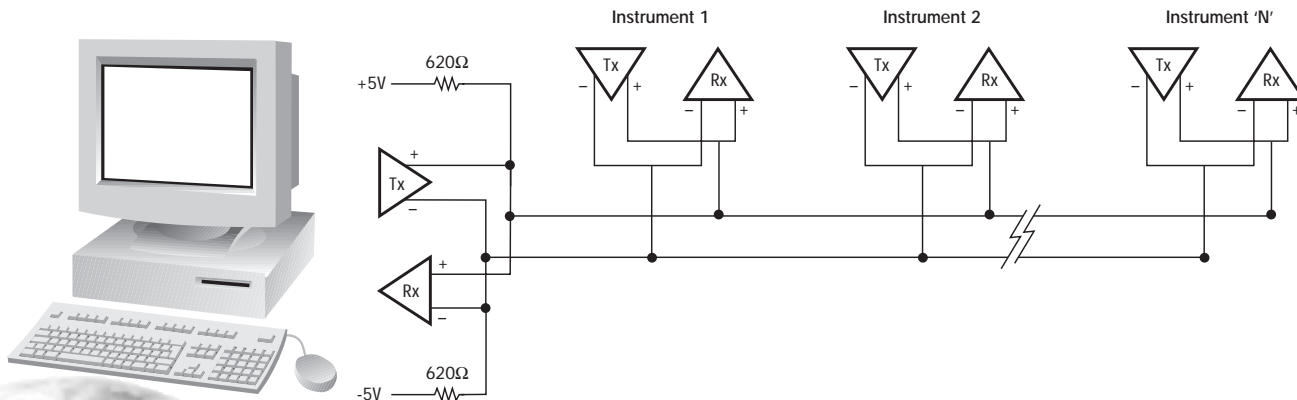 Instrument 1
Instrument 2
Instrument 'N'
620Ω
+5V
Tx
Rx
Tx
Rx
Tx
Rx
–
+
–
+
–
+
–
+
–
+
–
+
+
Tx
–
+
Rx
–
620Ω
-5V